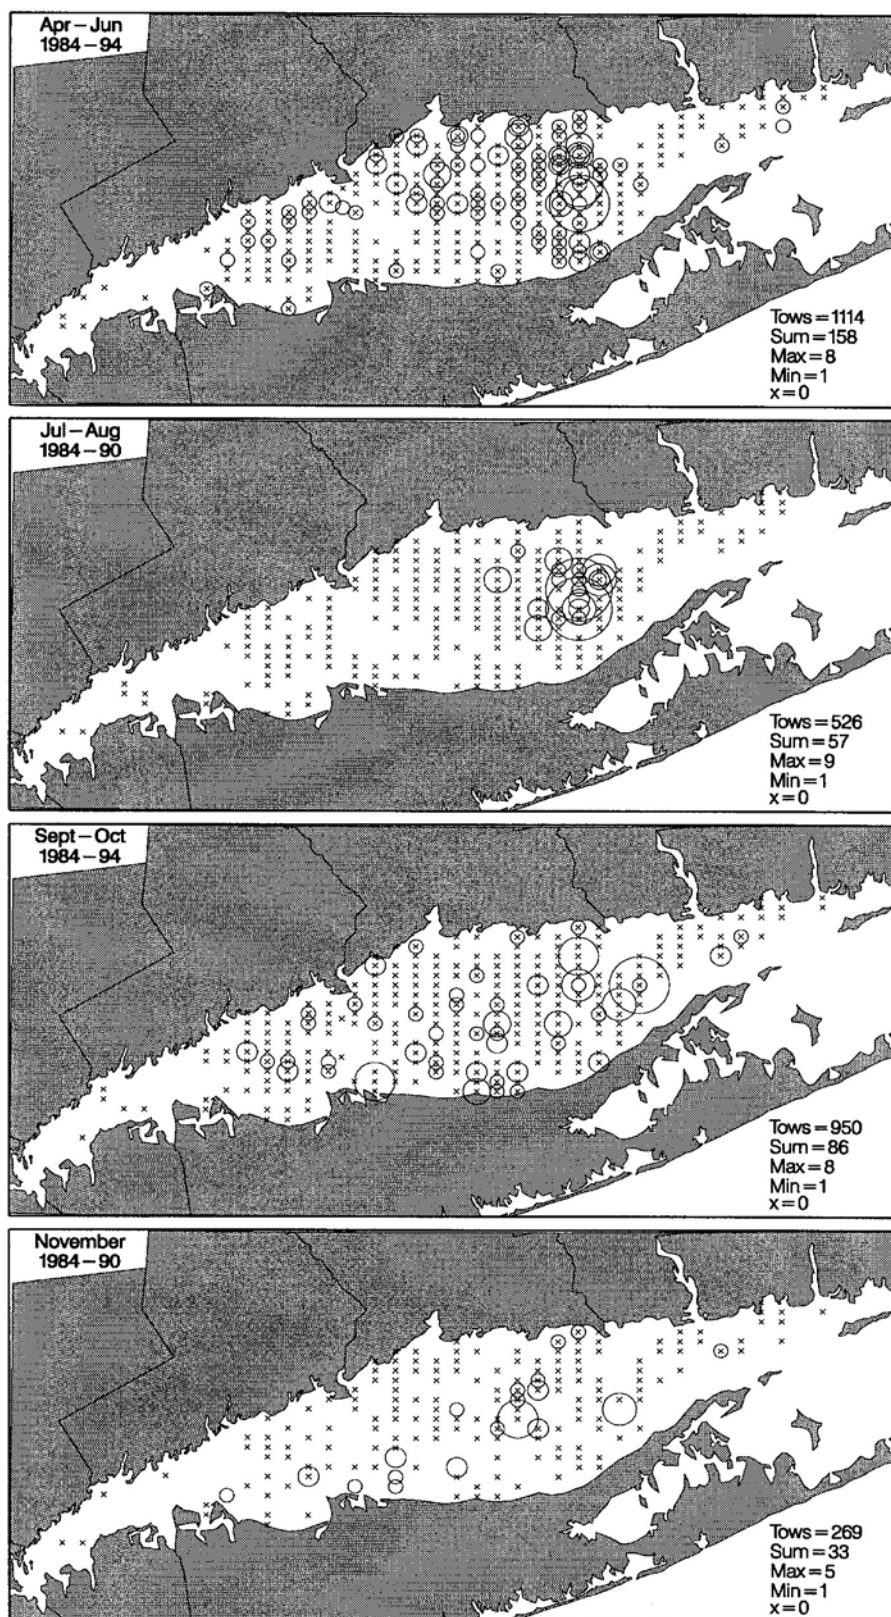 Apr–Jun
1984–94
Tows=1114
Sum=158
Max=8
Min=1
x=0
Jul–Aug
1984–90
Tows=526
Sum=57
Max=9
Min=1
x=0
Sept–Oct
1984–94
Tows=950
Sum=86
Max=8
Min=1
x=0
November
1984–90
Tows=269
Sum=33
Max=5
Min=1
x=0